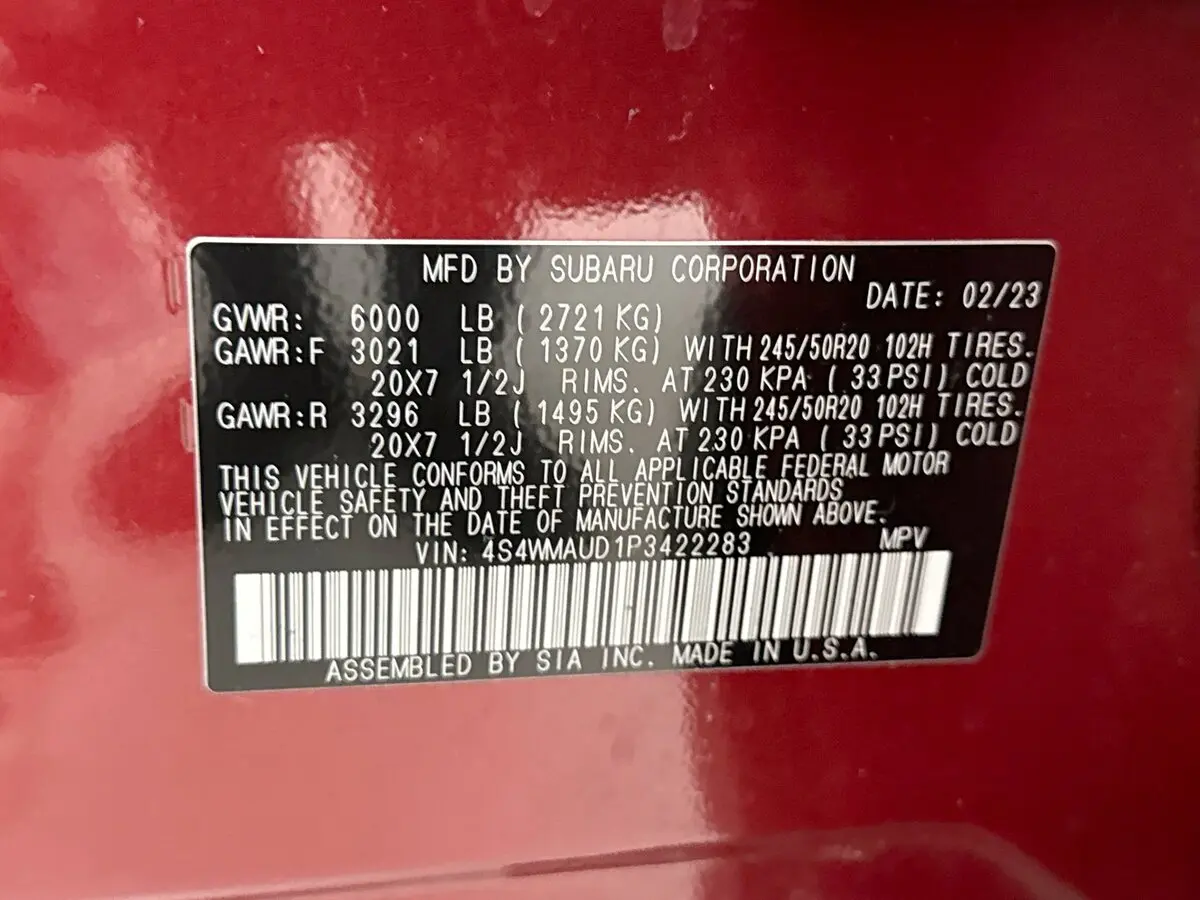 MFD BY SUBARU CORPORATION
DATE: 02/23
GVWR: 6000 LB ( 2721 KG)
GAWR:F 3021 LB ( 1370 KG) WITH 245/50R20 102H TIRES.
20X7 1/2J RIMS. AT 230 KPA ( 33 PSI) COLD
GAWR:R 3296 LB ( 1495 KG) WITH 245/50R20 102H TIRES.
20X7 1/2J RIMS. AT 230 KPA ( 33 PSI) COLD
THIS VEHICLE CONFORMS TO ALL APPLICABLE FEDERAL MOTOR
VEHICLE SAFETY AND THEFT PREVENTION STANDARDS
IN EFFECT ON THE DATE OF MANUFACTURE SHOWN ABOVE.
VIN: 4S4WMAUD1P3422283 MPV
ASSEMBLED BY SIA INC. MADE IN U.S.A.